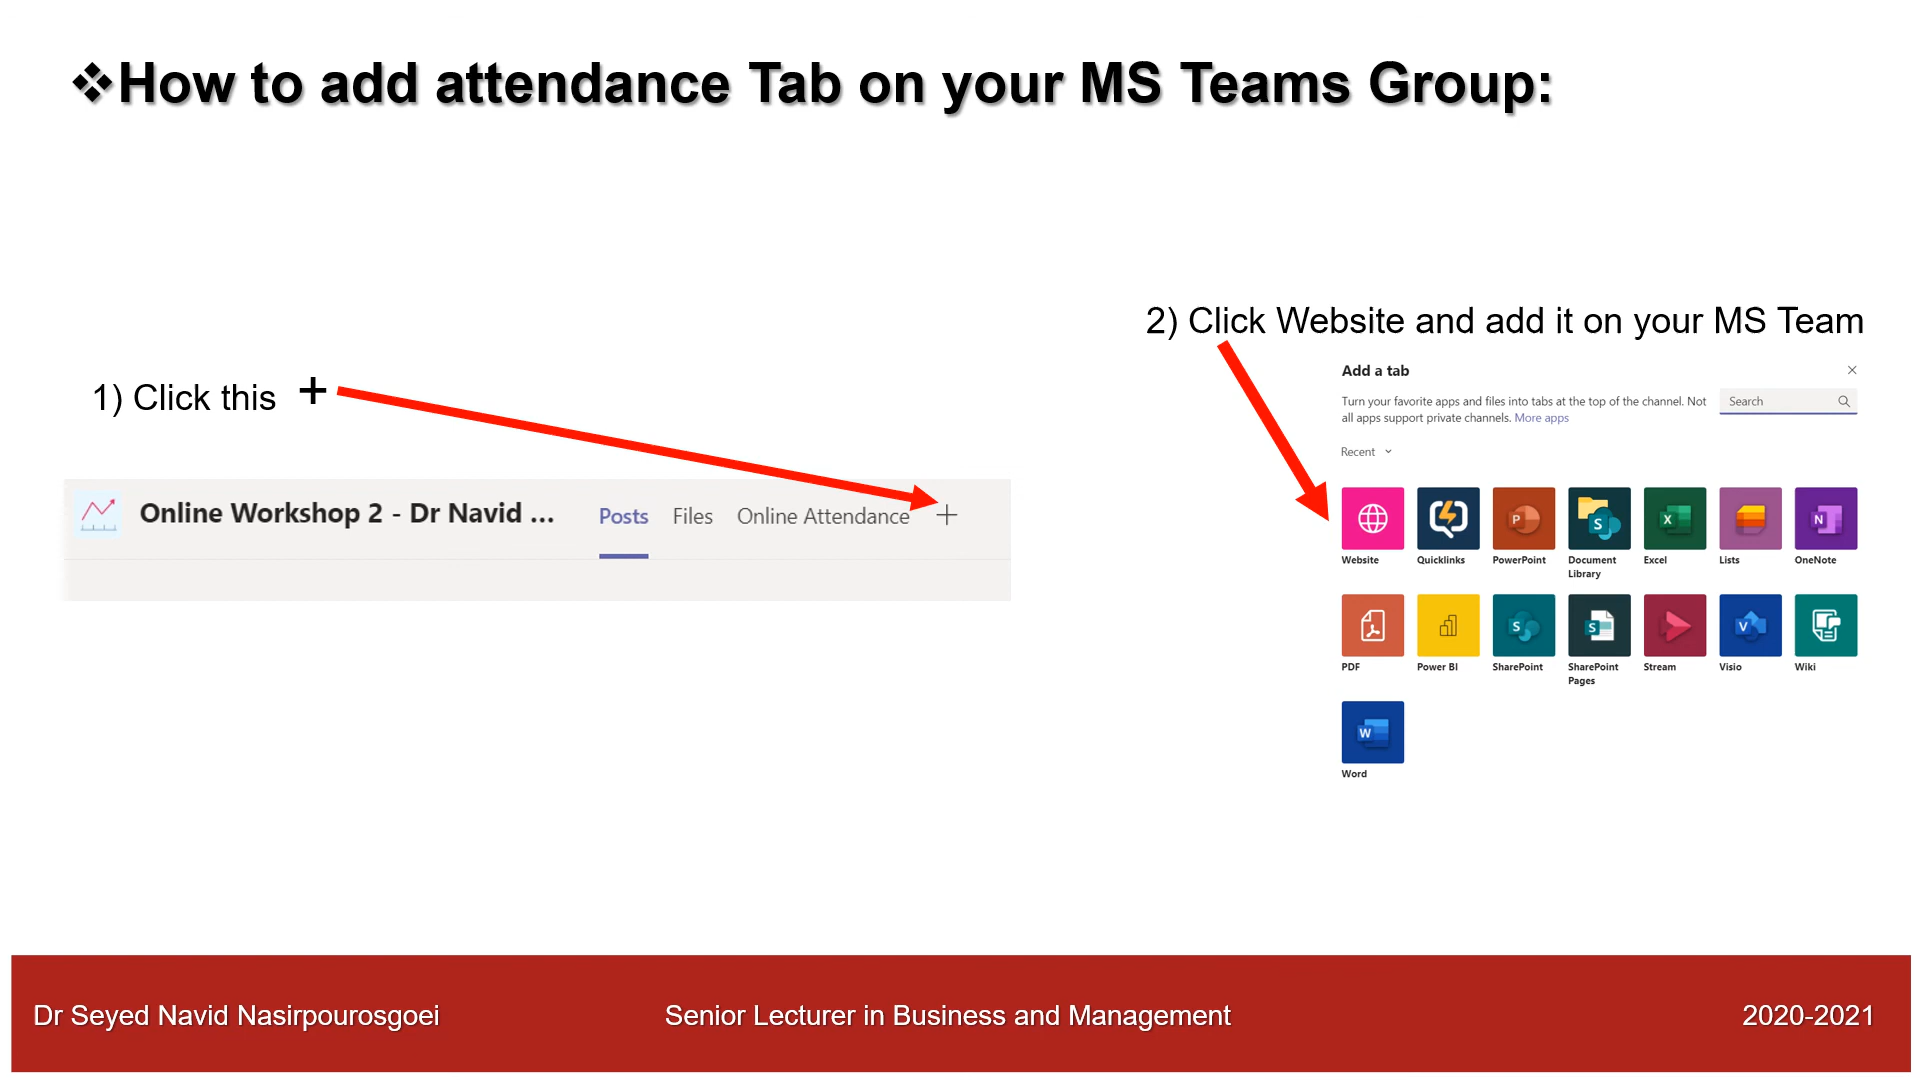 ❖How to add attendance Tab on your MS Teams Group:
1) Click this +
Online Workshop 2 - Dr Navid ... Posts Files Online Attendance +
2) Click Website and add it on your MS Team
Add a tab
Turn your favorite apps and files into tabs at the top of the channel. Not
all apps support private channels. More apps
Search
Recent
Website Quicklinks PowerPoint Document Library Excel Lists OneNote
PDF Power BI SharePoint SharePoint Pages Stream Visio Wiki
Word
Dr Seyed Navid Nasirpourosgoei Senior Lecturer in Business and Management 2020-2021